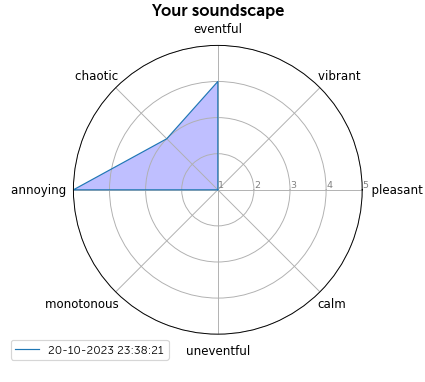 Your soundscape
eventful
chaotic
vibrant
annoying
1 2 3 4 5
pleasant
monotonous
calm
uneventful
20-10-2023 23:38:21